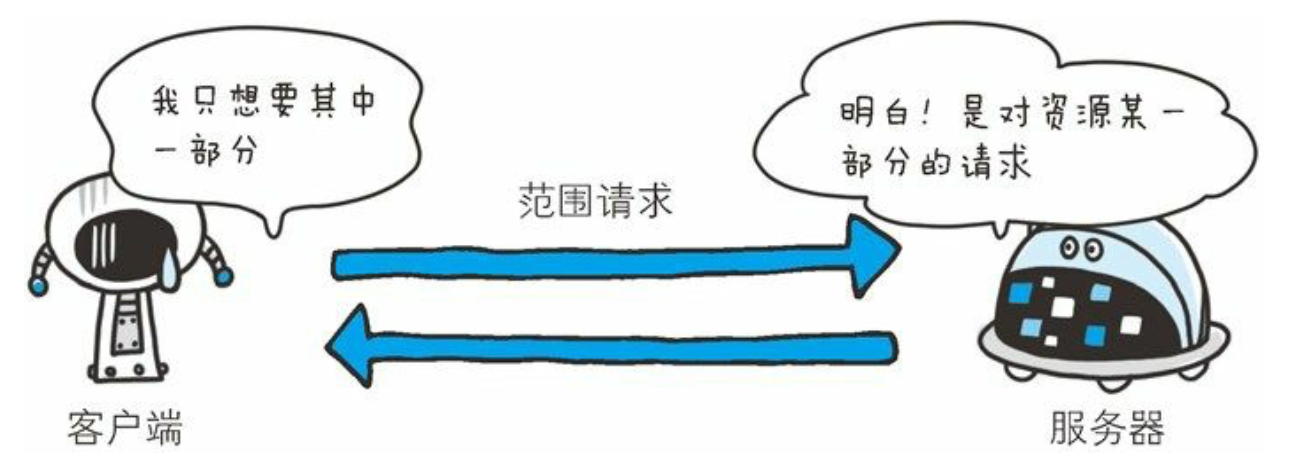 我只想要其中
一部分
明白！是对资源某一
部分的请求
范围请求
客户端
服务器